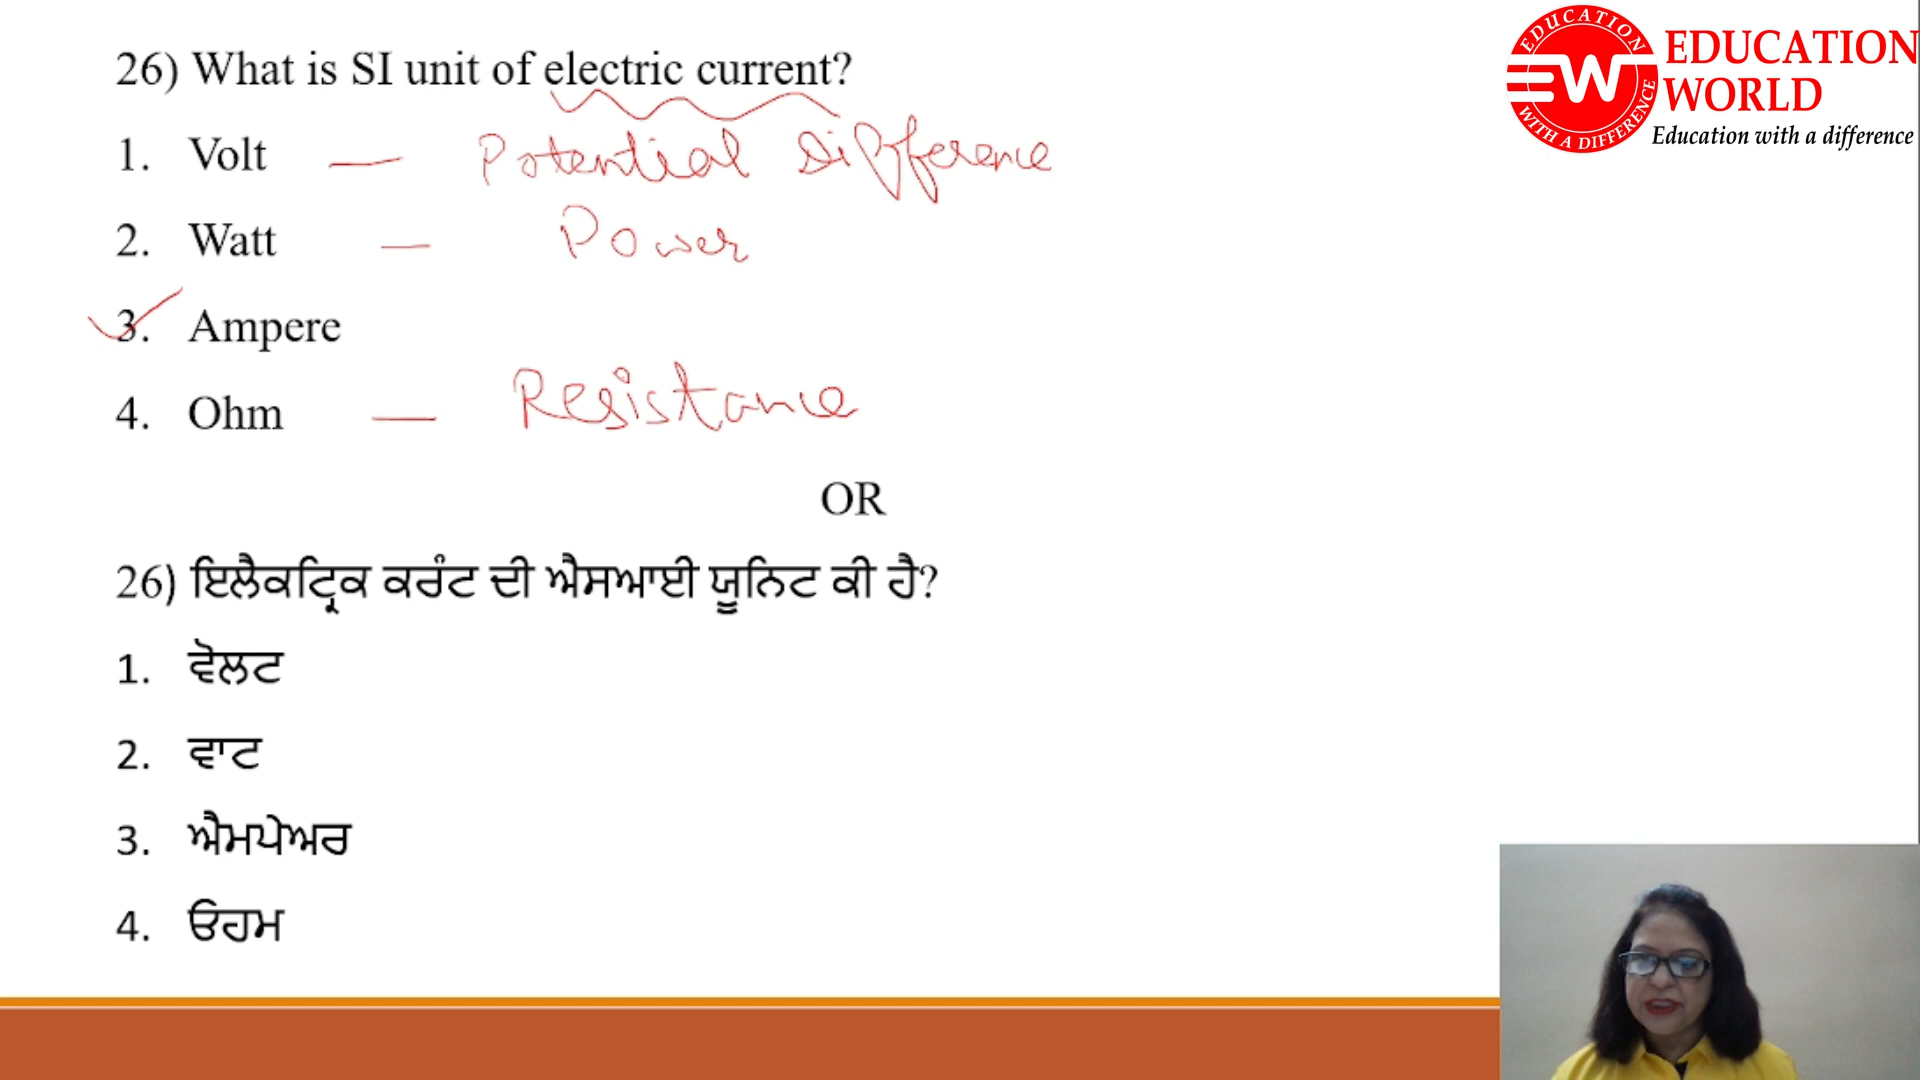 26) What is SI unit of electric current?
1. Volt — Potential Difference
2. Watt — Power
3. Ampere
4. Ohm — Resistance
OR
26) ਇਲੈਕਟ੍ਰਿਕ ਕਰੰਟ ਦੀ ਐਸਆਈ ਯੂਨਿਟ ਕੀ ਹੈ?
1. ਵੋਲਟ
2. ਵਾਟ
3. ਐਮਪੇਅਰ
4. ਓਹਮ
EDUCATION
WITH A DIFFERENCE
EW
EDUCATION
WORLD
Education with a difference